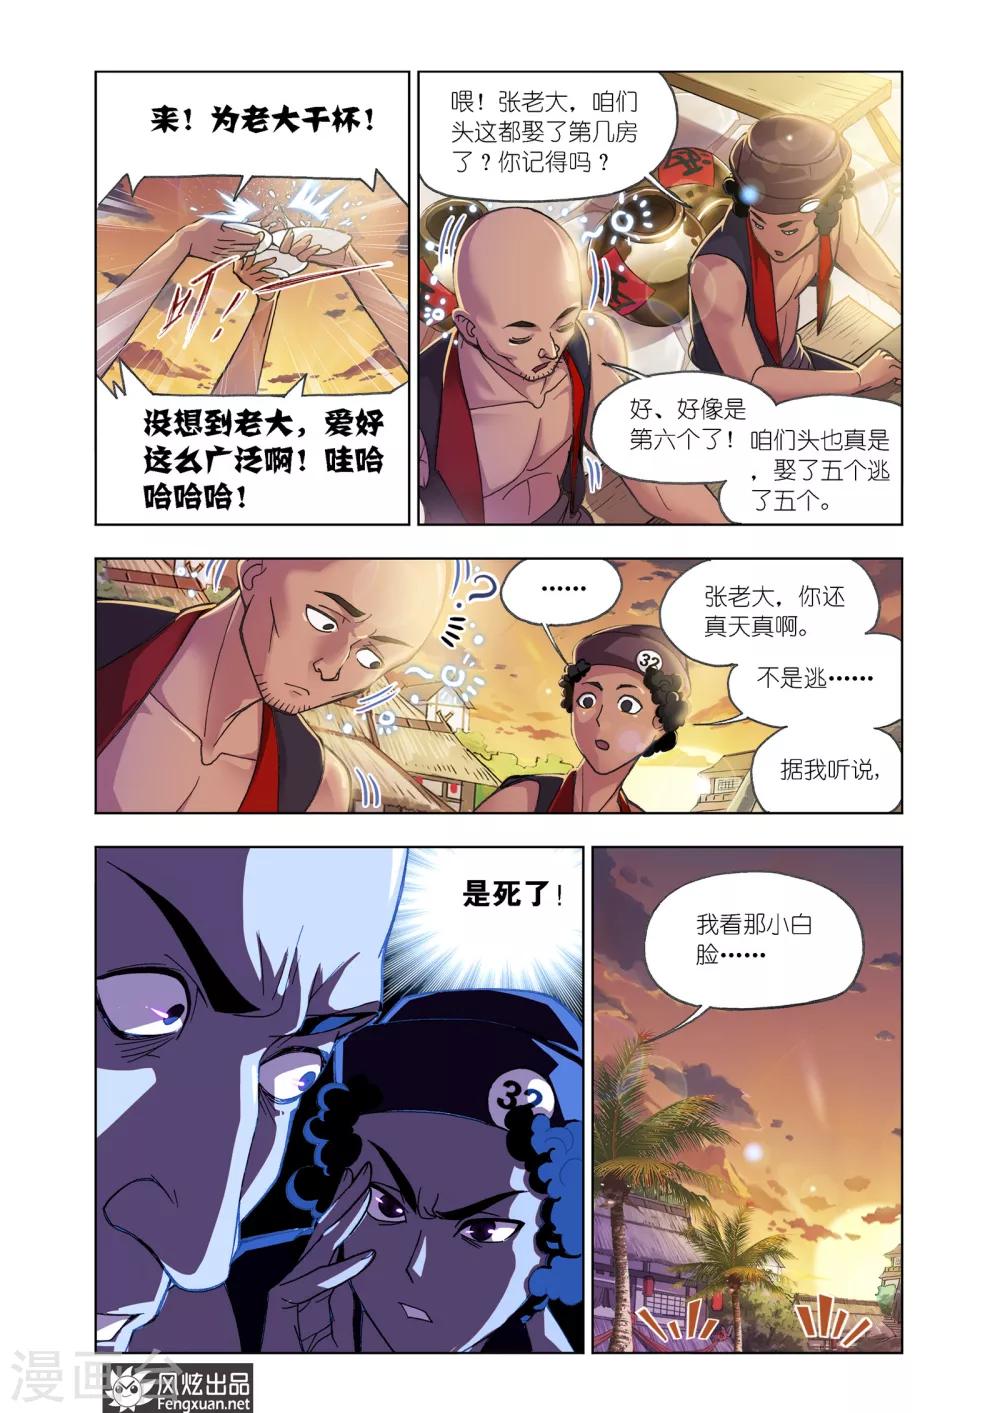 来！为老大干杯！
叮！
没想到老大，爱好
这么广泛啊！哇哈
哈哈哈！
喂！张老大，咱们
头这都娶了第几房
了？你记得吗？
好、好像是
第六个了！
咱们头也真是
，娶了五个逃
了五个。
……
张老大，你还
真天真啊。
不是逃……
据我听说，
32
是死了！
32
我看那小白
脸……
漫画台
风炫出品
Fengxuan.net